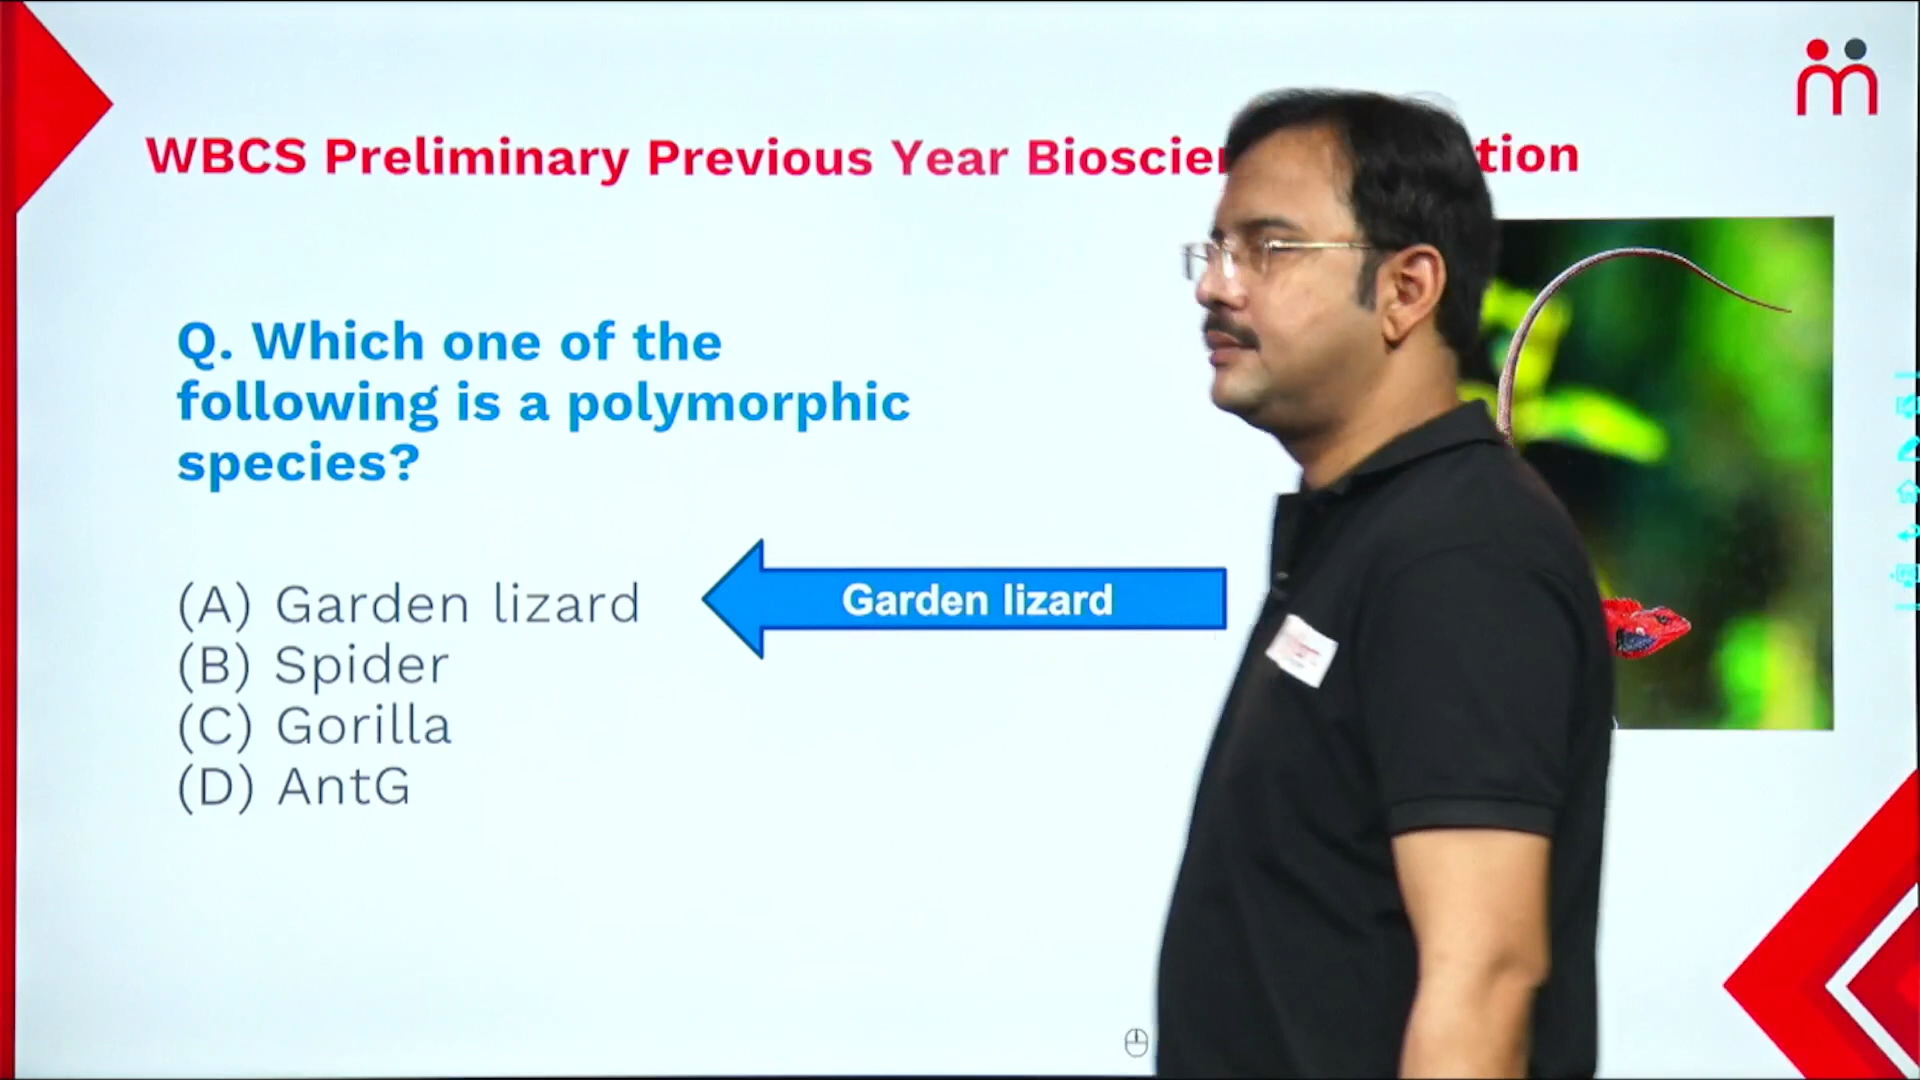 WBCS Preliminary Previous Year Bioscien tion
Q. Which one of the
following is a polymorphic
species?
(A) Garden lizard
Garden lizard
(B) Spider
(C) Gorilla
(D) AntG